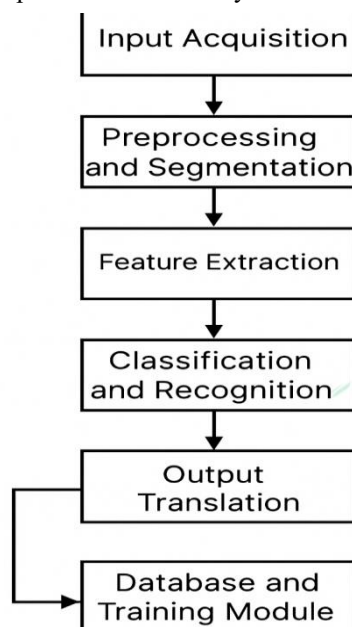 Input Acquisition
Preprocessing
and Segmentation
Feature Extraction
Classification
and Recognition
Output
Translation
Database and
Training Module